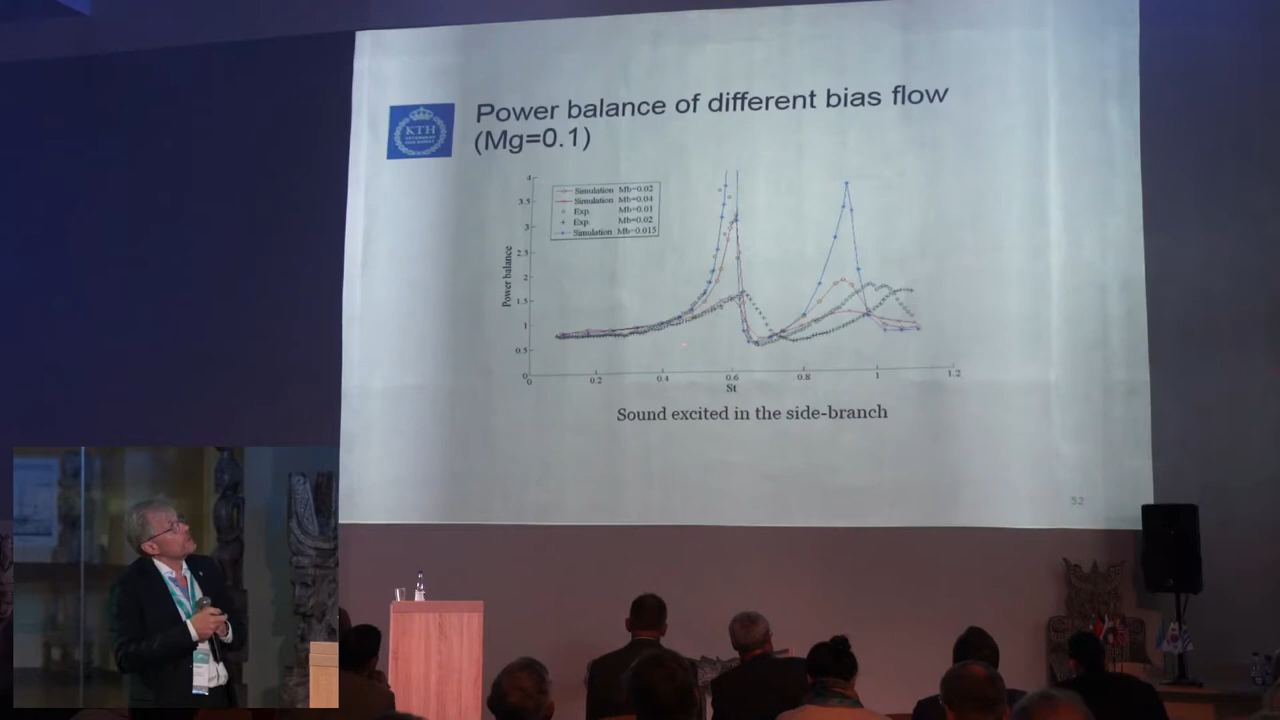 Power balance of different bias flow
(Mg=0.1)
KTH
4
3.5
3
2.5
2
1.5
1
0.5
0
Power balance
Simulation Mb=0.02
Simulation Mb=0.04
Exp. Mb=0.01
Exp. Mb=0.02
Simulation Mb=0.015
0
0.2
0.4
0.6
0.8
1
1.2
St
Sound excited in the side-branch
52